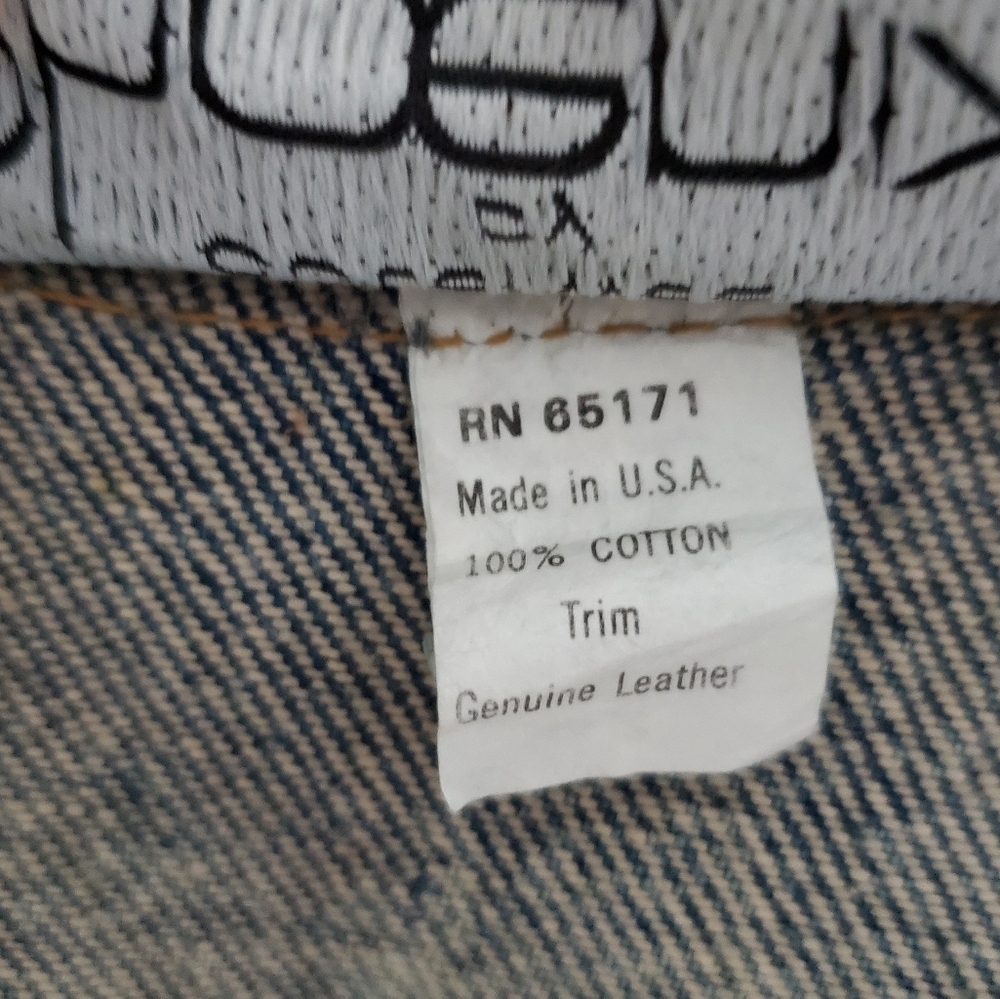 RN 65171
Made in U.S.A.
100% COTTON
Trim
Genuine Leather